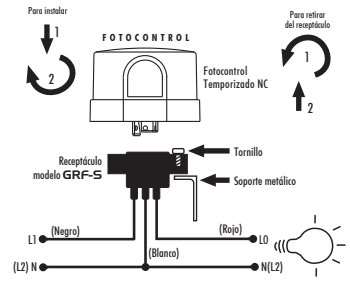 Para instalar
1
2
FOTOCONTROL
Para retirar
del receptáculo
1
2
Fotocontrol
Temporizado NC
Receptáculo
modelo GRF-S
Tornillo
Soporte metálico
L1
(Negro)
(Rojo)
LO
(Blanco)
(L2) N
N(L2)